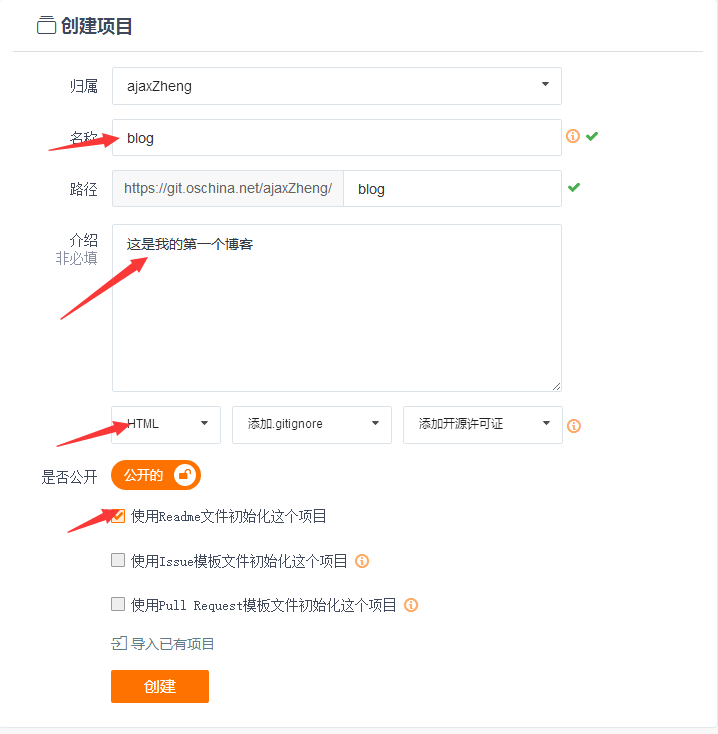 创建项目
归属 ajaxZheng
名称 blog
路径 https://git.oschina.net/ajaxZheng/ blog
介绍 这是我的第一个博客
非必填
HTML 添加.gitignore 添加开源许可证
是否公开 公开的
使用Readme文件初始化这个项目
使用Issue模板文件初始化这个项目
使用Pull Request模板文件初始化这个项目
导入已有项目
创建